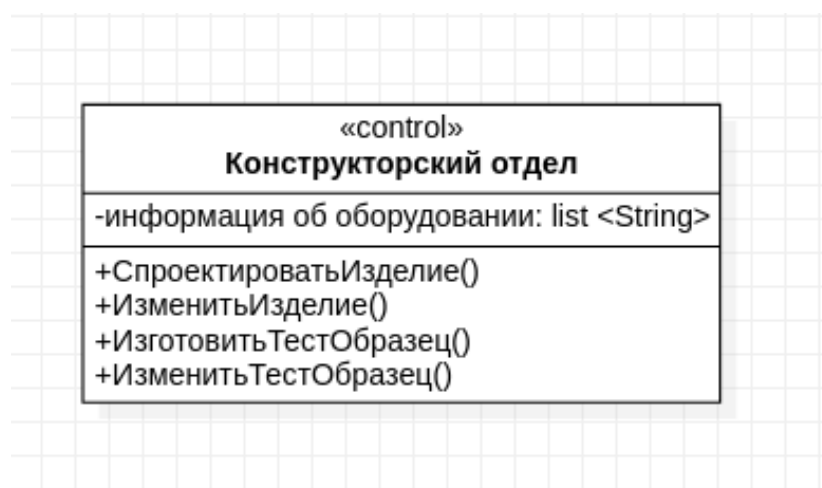 «control»
Конструкторский отдел
-информация об оборудовании: list <String>
+СпроектироватьИзделие()
+ИзменитьИзделие()
+ИзготовитьТестОбразец()
+ИзменитьТестОбразец()